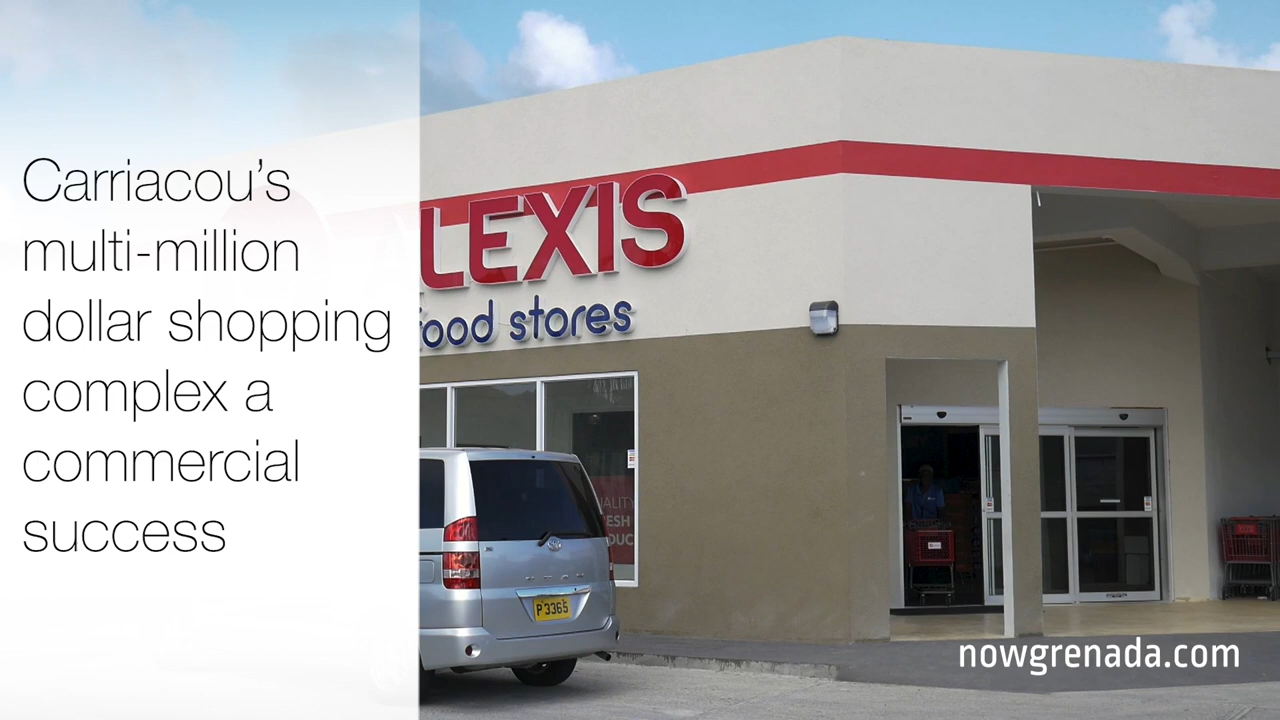 Carriacou's
multi-million
dollar shopping
complex a
commercial
success
LEXIS
food stores
P3365
nowgrenada.com